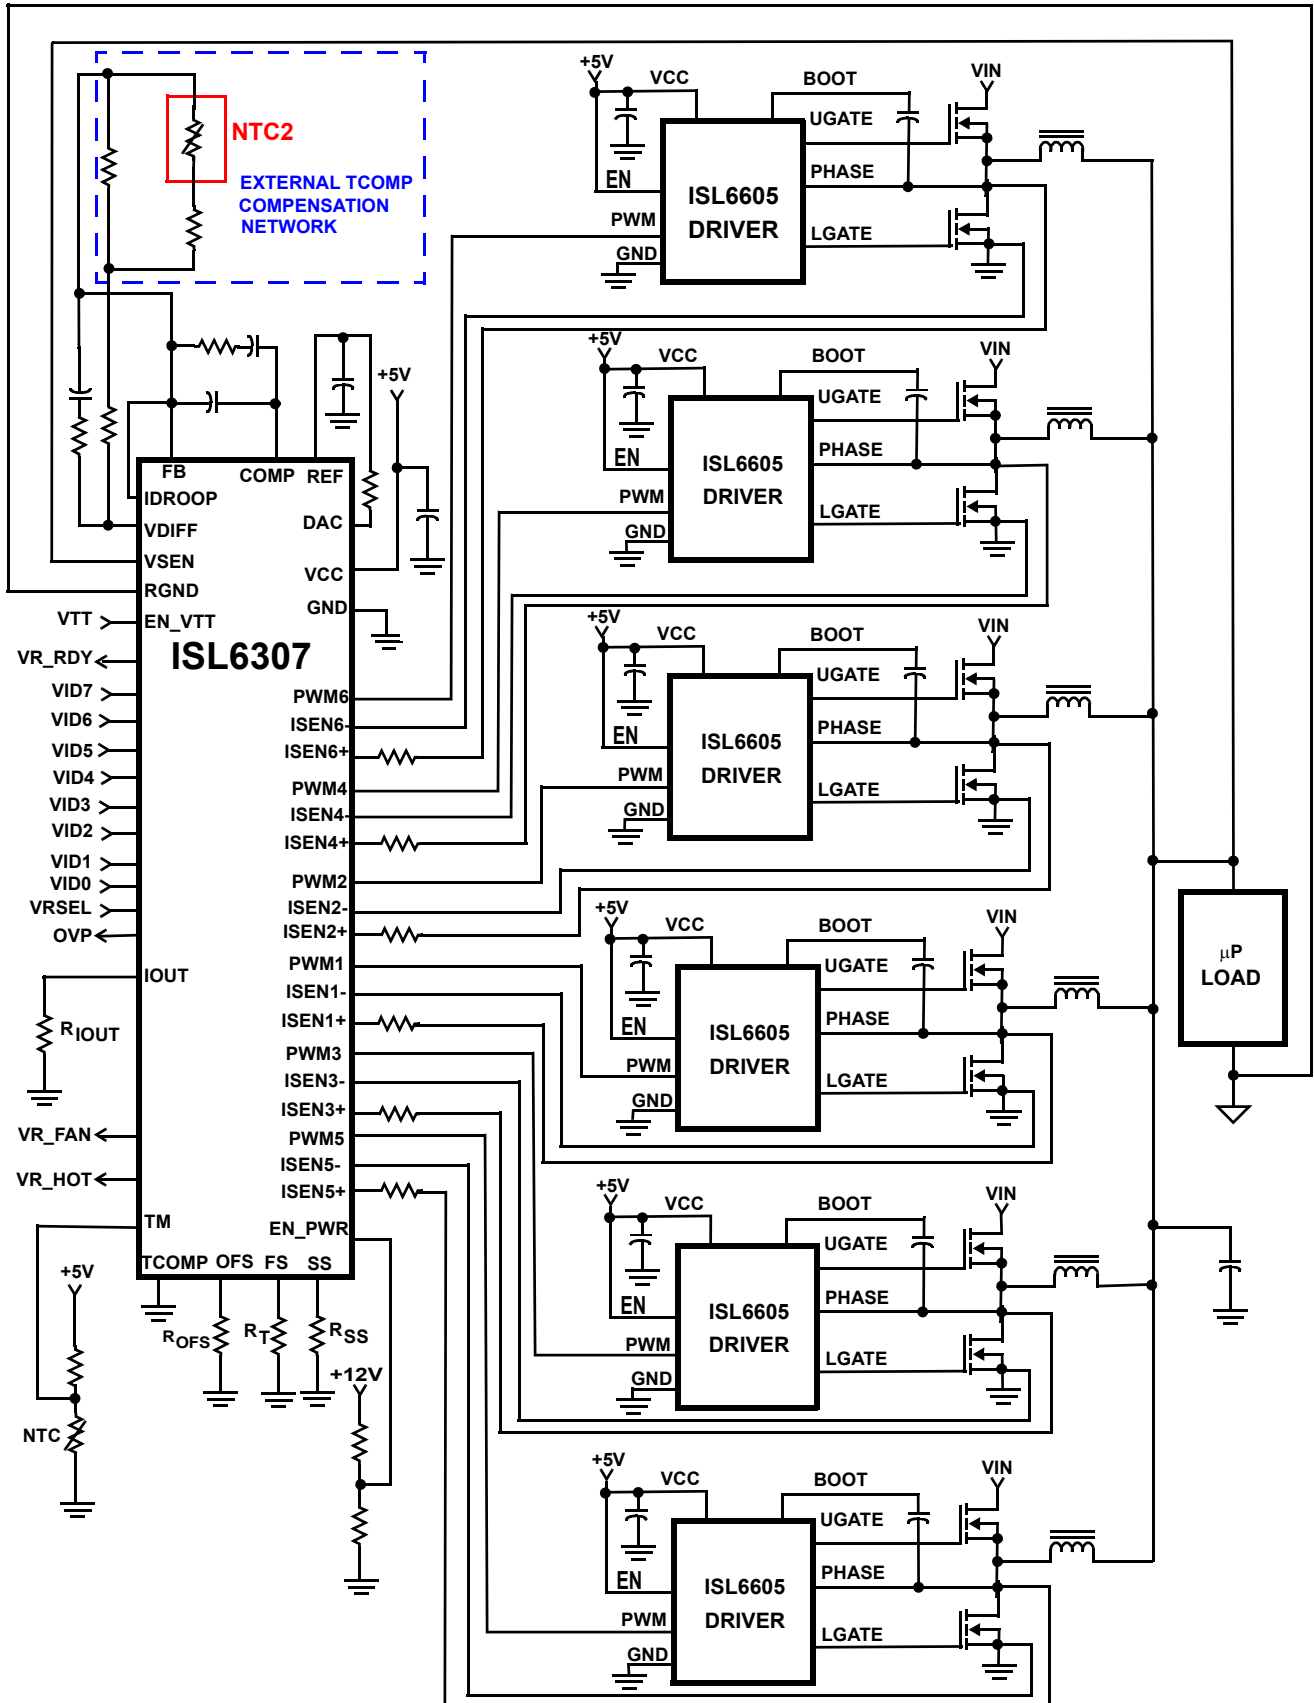 NTC2
EXTERNAL TCOMP
COMPENSATION
NETWORK
+5V
FB
COMP
REF
IDROOP
DAC
VDIFF
VSEN
VCC
RGND
GND
EN_VTT
ISL6307
VTT
VR_RDY
VID7
VID6
VID5
VID4
VID3
VID2
VID1
VID0
VRSEL
OVP
IOUT
RIOUT
VR_FAN
VR_HOT
TM
PWM6
ISEN6-
ISEN6+
PWM4
ISEN4-
ISEN4+
PWM2
ISEN2-
ISEN2+
PWM1
ISEN1-
ISEN1+
PWM3
ISEN3-
ISEN3+
PWM5
ISEN5-
ISEN5+
EN_PWR
TCOMP
OFS
FS
SS
+5V
NTC
ROFS
RT
RSS
+12V
+5V
VCC
BOOT
VIN
UGATE
EN
PHASE
ISL6605
DRIVER
PWM
LGATE
GND
+5V
VCC
BOOT
VIN
UGATE
EN
PHASE
ISL6605
DRIVER
PWM
LGATE
GND
+5V
VCC
BOOT
VIN
UGATE
EN
PHASE
ISL6605
DRIVER
PWM
LGATE
GND
+5V
VCC
BOOT
VIN
UGATE
EN
PHASE
ISL6605
DRIVER
PWM
LGATE
GND
+5V
VCC
BOOT
VIN
UGATE
EN
PHASE
ISL6605
DRIVER
PWM
LGATE
GND
+5V
VCC
BOOT
VIN
UGATE
EN
PHASE
ISL6605
DRIVER
PWM
LGATE
GND
µP
LOAD